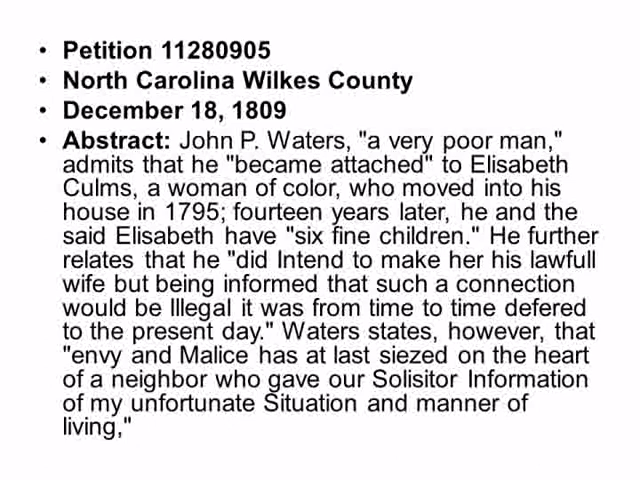 • Petition 11280905
• North Carolina Wilkes County
• December 18, 1809
• Abstract: John P. Waters, "a very poor man,"
admits that he "became attached" to Elisabeth
Culms, a woman of color, who moved into his
house in 1795; fourteen years later, he and the
said Elisabeth have "six fine children." He further
relates that he "did Intend to make her his lawfull
wife but being informed that such a connection
would be Illegal it was from time to time defered
to the present day." Waters states, however, that
"envy and Malice has at last siezed on the heart
of a neighbor who gave our Solisitor Information
of my unfortunate Situation and manner of
living,"